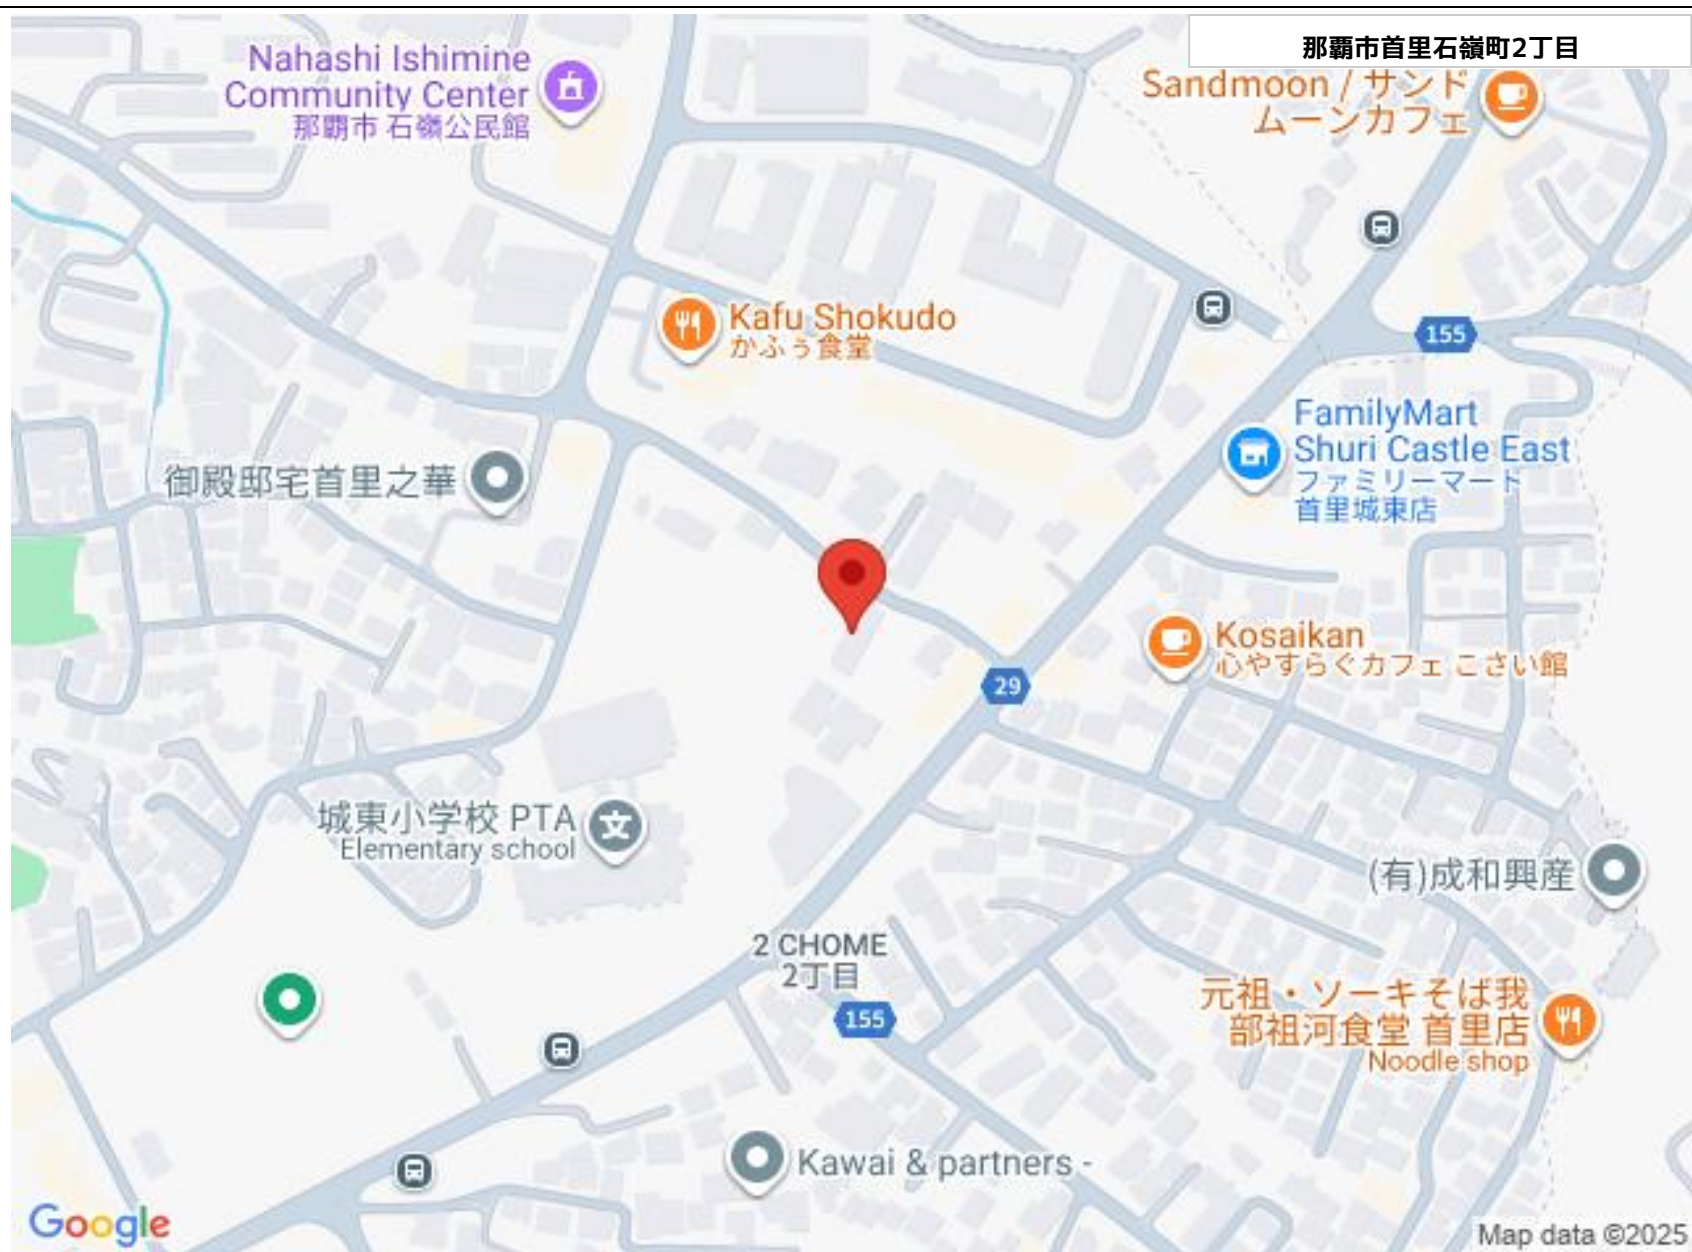 那覇市首里石嶺町2丁目
Nahashi Ishimine
Community Center
那覇市 石嶺公民館
Sandmoon / サンド
ムーンカフェ
Kafu Shokudo
かふぅ食堂
155
FamilyMart
Shuri Castle East
ファミリーマート
首里城東店
御殿邸宅首里之華
Kosaikan
心やすらぐカフェ こさい館
29
城東小学校 PTA
Elementary school
(有)成和興産
2 CHOME
2丁目
155
元祖・ソーキそば我
部祖河食堂 首里店
Noodle shop
Kawai & partners -
Google
Map data ©2025